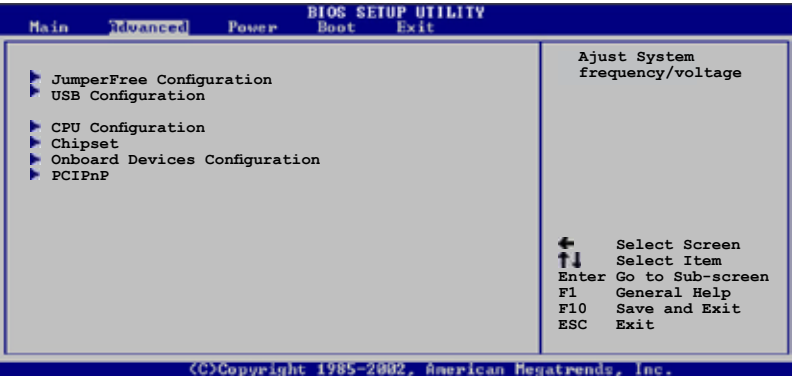 BIOS SETUP UTILITY
Main Advanced Power Boot Exit
JumperFree Configuration
USB Configuration
CPU Configuration
Chipset
Onboard Devices Configuration
PCIPnP
Ajust System
frequency/voltage
Select Screen
Select Item
Enter Go to Sub-screen
F1 General Help
F10 Save and Exit
ESC Exit
(C)Copyright 1985-2002, American Megatrends, Inc.